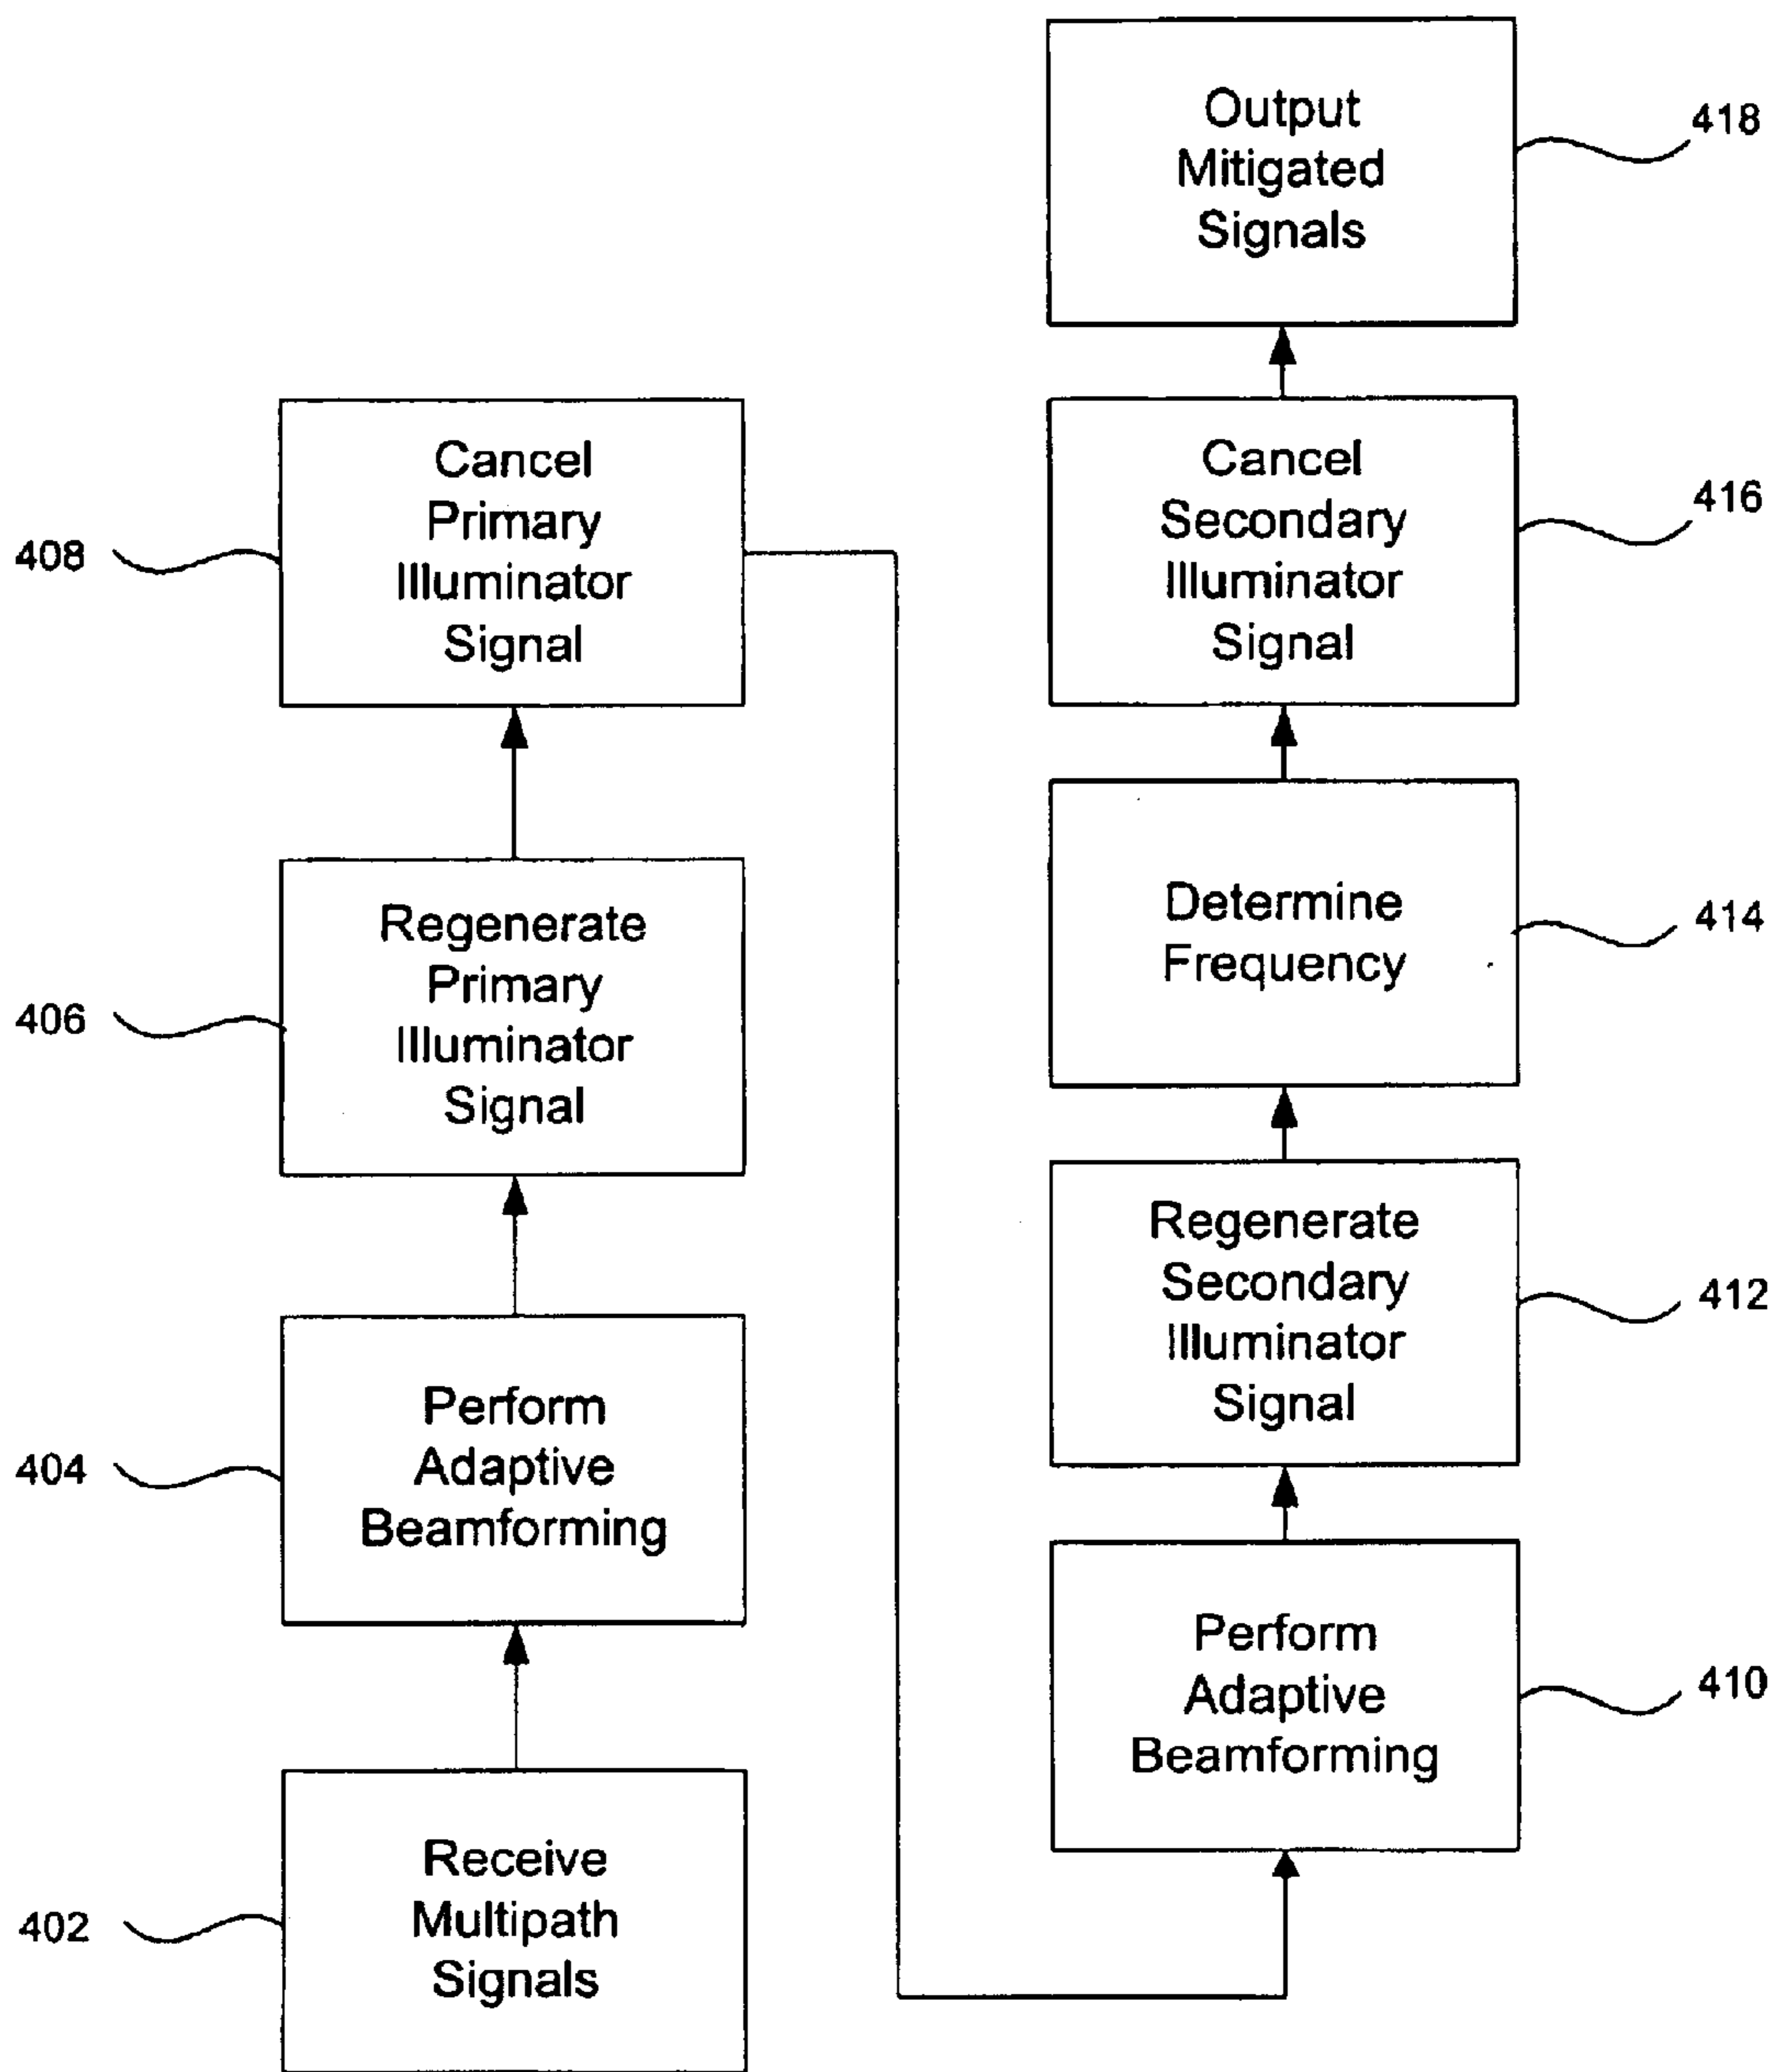 Output
Mitigated
Signals
418
Cancel
Primary
Illuminator
Signal
408
Cancel
Secondary
Illuminator
Signal
416
Regenerate
Primary
Illuminator
Signal
406
Determine
Frequency
414
Regenerate
Secondary
Illuminator
Signal
412
Perform
Adaptive
Beamforming
404
Perform
Adaptive
Beamforming
410
Receive
Multipath
Signals
402